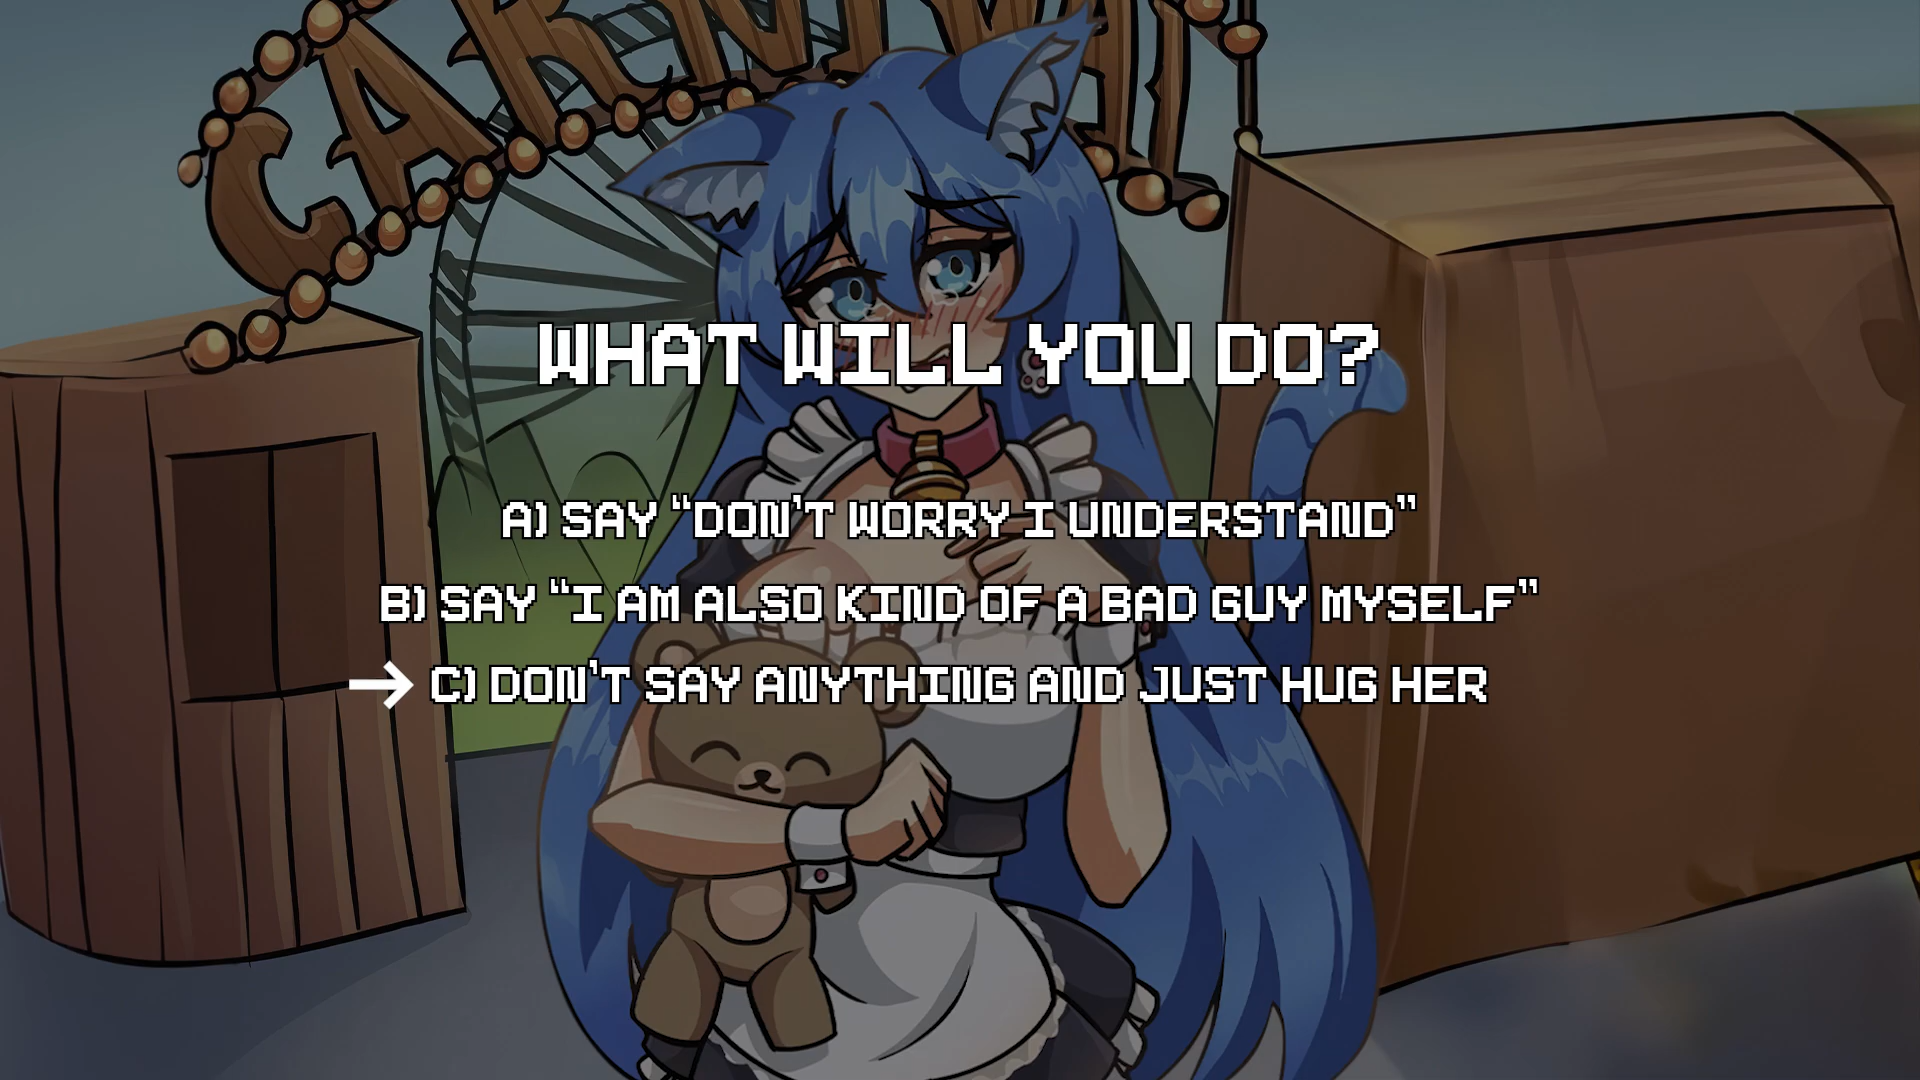 CARNIVAL
WHAT WILL YOU DO?
A) SAY “DON'T WORRY I UNDERSTAND”
B) SAY “I AM ALSO KIND OF A BAD GUY MYSELF”
→ C) DON'T SAY ANYTHING AND JUST HUG HER